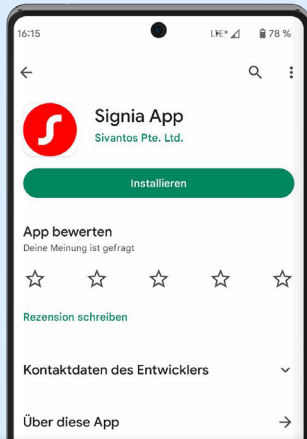 16:15 LTE+ 78 %
Signia App
Sivantos Pte. Ltd.
Installieren
App bewerten
Deine Meinung ist gefragt
Rezension schreiben
Kontaktdaten des Entwicklers
Über diese App